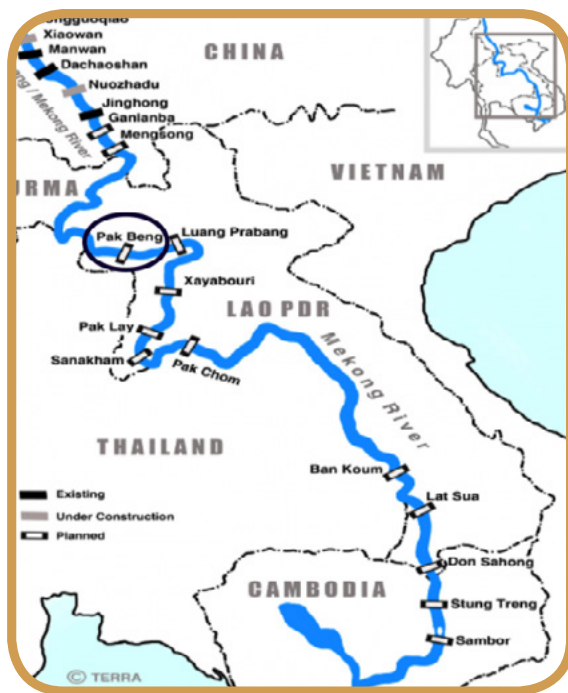 Xiaowan
Manwan
CHINA
Dachaoshan
Nuozhadu
Jinghong
Ganlanba
Mengsong
Mekong River
VIETNAM
Pak Beng
Luang Prabang
Xayabouri
LAO PDR
Pak Lay
Sanakham
Pak Chom
Mekong River
THAILAND
Ban Koum
Existing
Lat Sua
Under Construction
Planned
Don Sahong
CAMBODIA
Stung Treng
Sambor
© TERRA